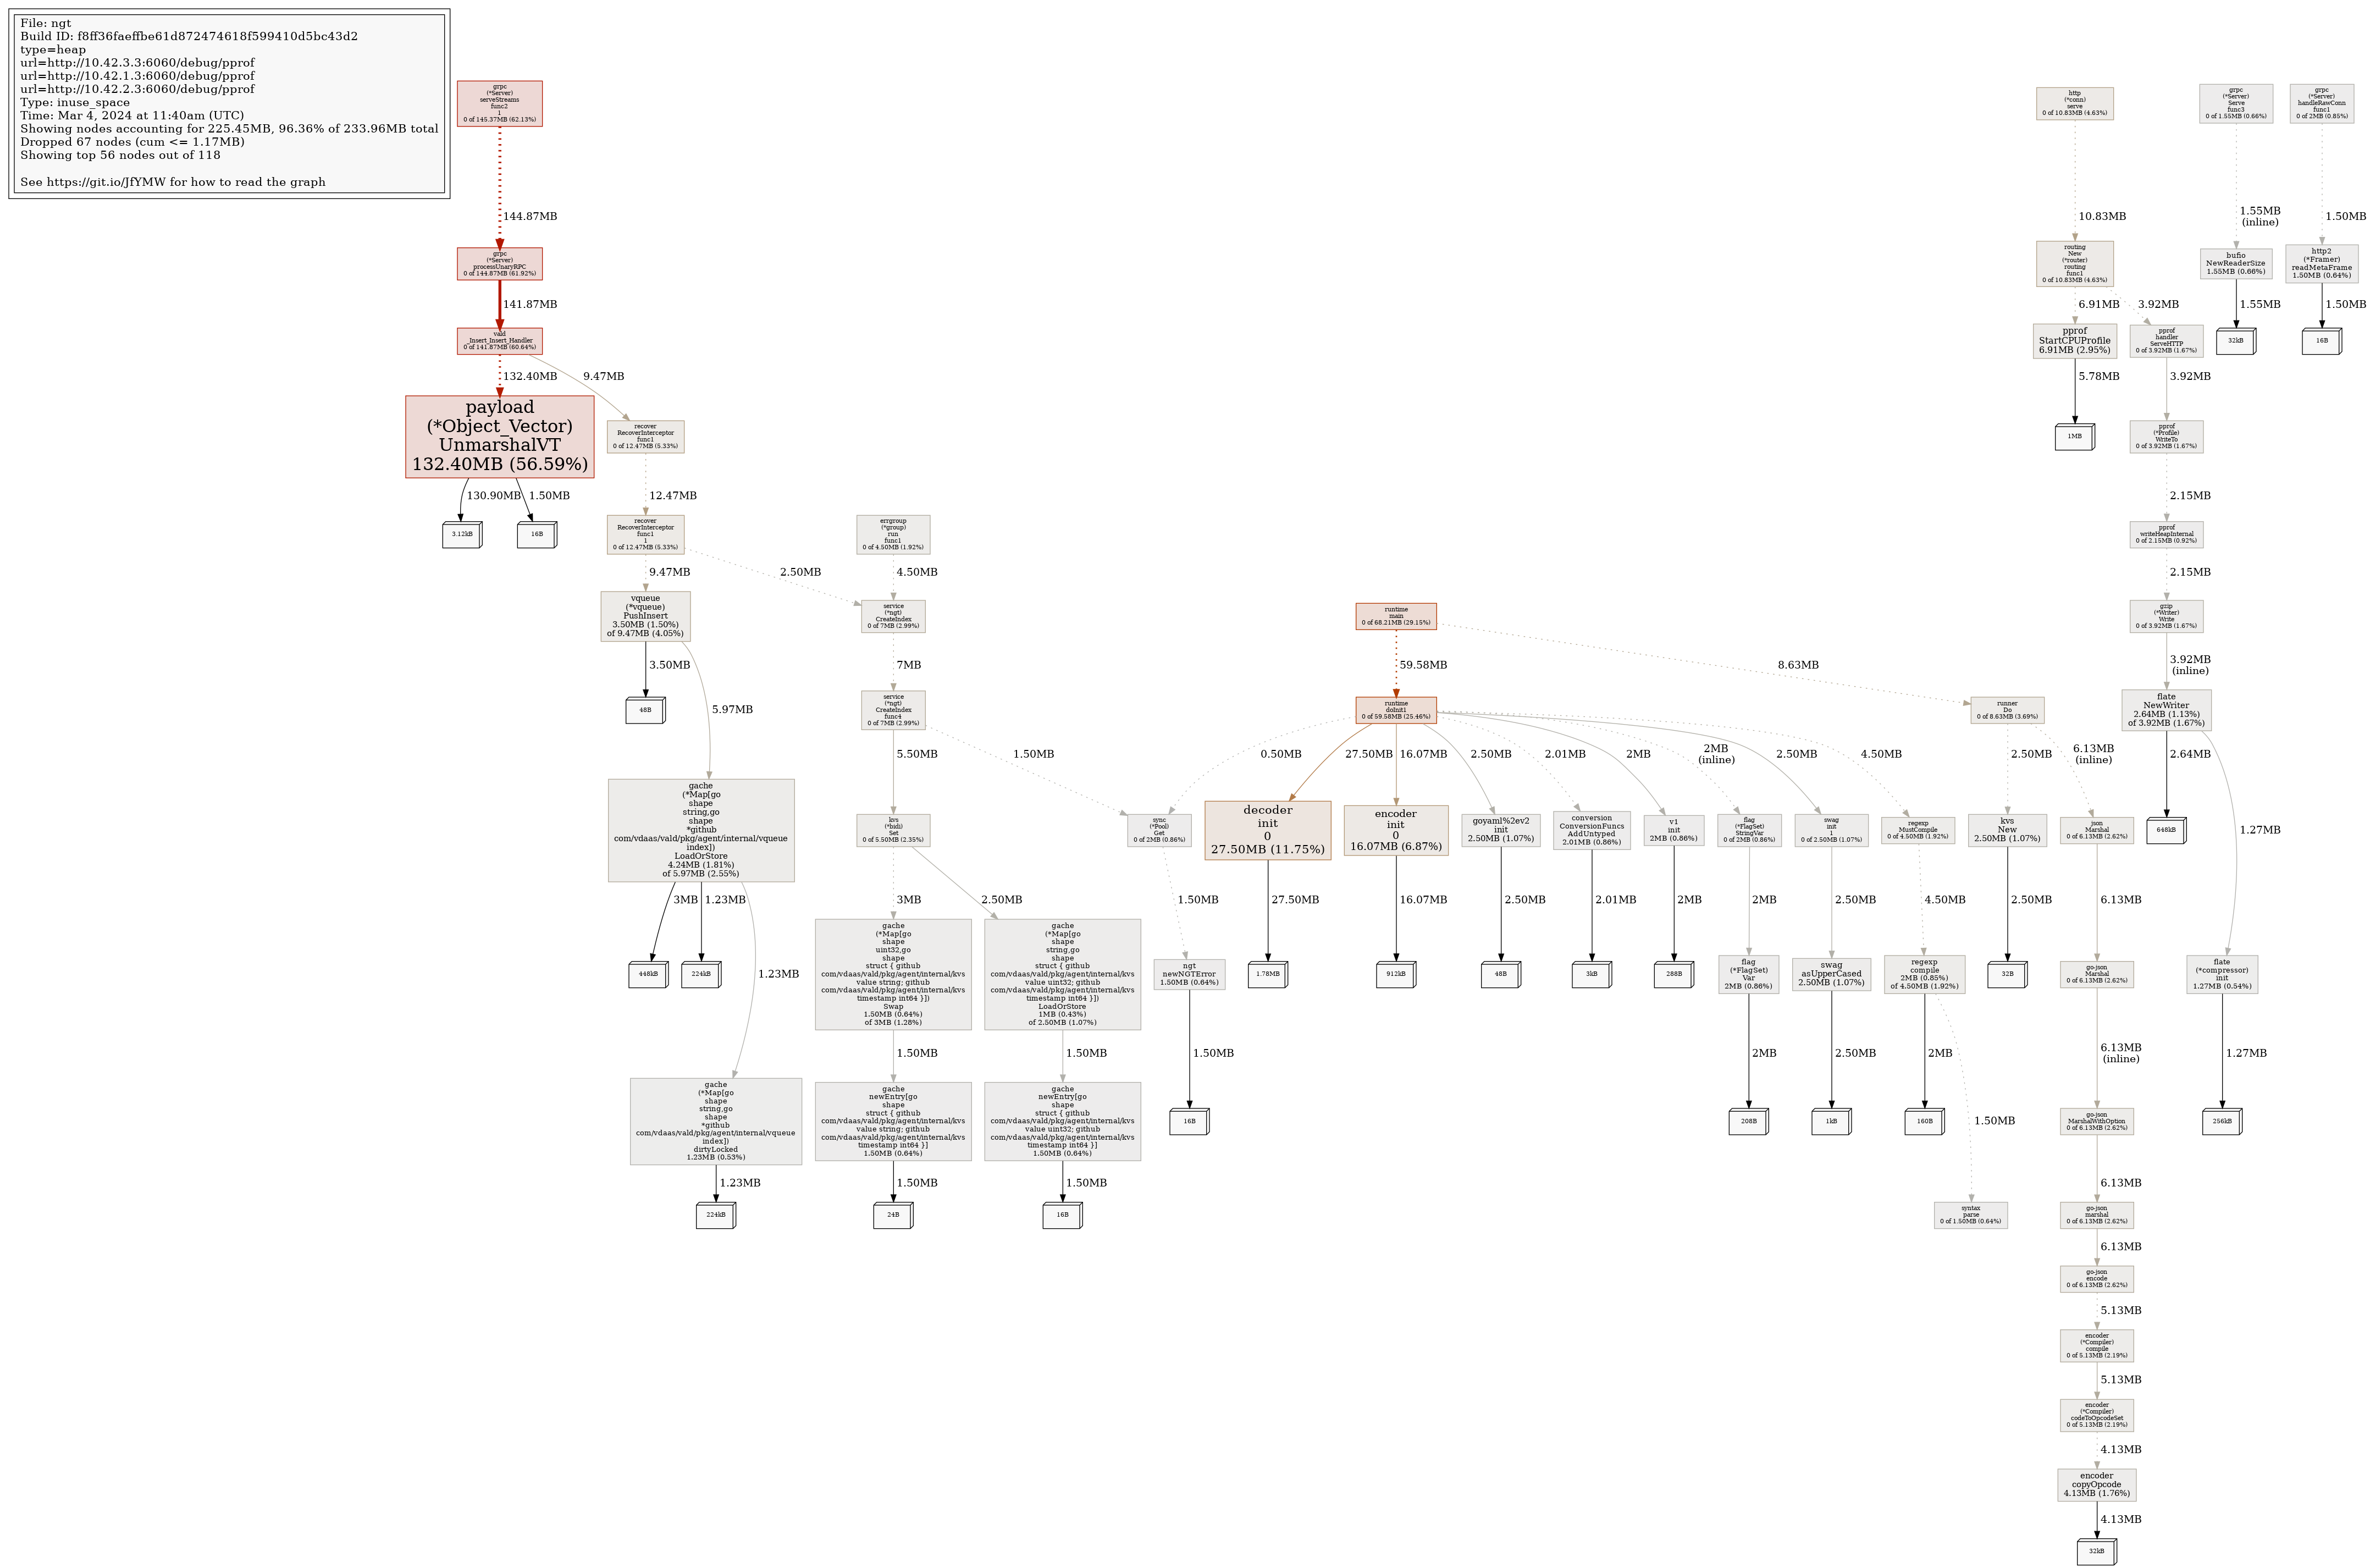 File: ngt
Build ID: f8ff36faeffbe61d872474618f599410d5bc43d2
type=heap
url=http://10.42.3.3:6060/debug/pprof
url=http://10.42.1.3:6060/debug/pprof
url=http://10.42.2.3:6060/debug/pprof
Type: inuse_space
Time: Mar 4, 2024 at 11:40am (UTC)
Showing nodes accounting for 225.45MB, 96.36% of 233.96MB total
Dropped 67 nodes (cum <= 1.17MB)
Showing top 56 nodes out of 118
See https://git.io/JfYMW for how to read the graph
grpc
(*Server)
serveStreams
func2
1
0 of 145.37MB (62.13%)
144.87MB
grpc
(*Server)
processUnaryRPC
0 of 144.87MB (61.92%)
141.87MB
vald
_Insert_Insert_Handler
0 of 141.87MB (60.64%)
132.40MB
9.47MB
payload
(*Object_Vector)
UnmarshalVT
132.40MB (56.59%)
130.90MB
1.50MB
3.12kB
16B
recover
RecoverInterceptor
func1
0 of 12.47MB (5.33%)
12.47MB
recover
RecoverInterceptor
func1
1
0 of 12.47MB (5.33%)
9.47MB
2.50MB
vqueue
(*vqueue)
PushInsert
3.50MB (1.50%)
of 9.47MB (4.05%)
3.50MB
48B
5.97MB
gache
(*Map[go
shape
string,go
shape
*github
com/vdaas/vald/pkg/agent/internal/vqueue
index])
LoadOrStore
4.24MB (1.81%)
of 5.97MB (2.55%)
3MB
1.23MB
448kB
224kB
1.23MB
gache
(*Map[go
shape
string,go
shape
*github
com/vdaas/vald/pkg/agent/internal/vqueue
index])
dirtyLocked
1.23MB (0.53%)
1.23MB
224kB
errgroup
(*group)
run
func1
0 of 4.50MB (1.92%)
4.50MB
service
(*ngt)
CreateIndex
0 of 7MB (2.99%)
7MB
service
(*ngt)
CreateIndex
func4
0 of 7MB (2.99%)
5.50MB
1.50MB
kvs
(*bidi)
Set
0 of 5.50MB (2.35%)
3MB
2.50MB
gache
(*Map[go
shape
uint32,go
shape
struct { github
com/vdaas/vald/pkg/agent/internal/kvs
value string; github
com/vdaas/vald/pkg/agent/internal/kvs
timestamp int64 }])
Swap
1.50MB (0.64%)
of 3MB (1.28%)
1.50MB
gache
newEntry[go
shape
struct { github
com/vdaas/vald/pkg/agent/internal/kvs
value string; github
com/vdaas/vald/pkg/agent/internal/kvs
timestamp int64 }]
1.50MB (0.64%)
1.50MB
24B
gache
(*Map[go
shape
string,go
shape
struct { github
com/vdaas/vald/pkg/agent/internal/kvs
value uint32; github
com/vdaas/vald/pkg/agent/internal/kvs
timestamp int64 }])
LoadOrStore
1MB (0.43%)
of 2.50MB (1.07%)
1.50MB
gache
newEntry[go
shape
struct { github
com/vdaas/vald/pkg/agent/internal/kvs
value uint32; github
com/vdaas/vald/pkg/agent/internal/kvs
timestamp int64 }]
1.50MB (0.64%)
1.50MB
16B
runtime
main
0 of 68.21MB (29.15%)
59.58MB
8.63MB
runtime
doInit1
0 of 59.58MB (25.46%)
0.50MB
27.50MB
16.07MB
2.50MB
2.01MB
2MB
2MB
(inline)
2.50MB
4.50MB
sync
(*Pool)
Get
0 of 2MB (0.86%)
1.50MB
ngt
newNGTError
1.50MB (0.64%)
1.50MB
16B
decoder
init
0
27.50MB (11.75%)
27.50MB
1.78MB
encoder
init
0
16.07MB (6.87%)
16.07MB
912kB
goyaml%2ev2
init
2.50MB (1.07%)
2.50MB
48B
conversion
ConversionFuncs
AddUntyped
2.01MB (0.86%)
2.01MB
3kB
v1
init
2MB (0.86%)
2MB
288B
flag
(*FlagSet)
StringVar
0 of 2MB (0.86%)
2MB
flag
(*FlagSet)
Var
2MB (0.86%)
2MB
208B
swag
init
1
0 of 2.50MB (1.07%)
2.50MB
swag
asUpperCased
2.50MB (1.07%)
2.50MB
1kB
regexp
MustCompile
0 of 4.50MB (1.92%)
4.50MB
regexp
compile
2MB (0.85%)
of 4.50MB (1.92%)
2MB
160B
1.50MB
syntax
parse
0 of 1.50MB (0.64%)
runner
Do
0 of 8.63MB (3.69%)
2.50MB
6.13MB
(inline)
kvs
New
2.50MB (1.07%)
2.50MB
32B
json
Marshal
0 of 6.13MB (2.62%)
6.13MB
go-json
Marshal
0 of 6.13MB (2.62%)
6.13MB
(inline)
go-json
MarshalWithOption
0 of 6.13MB (2.62%)
6.13MB
go-json
marshal
0 of 6.13MB (2.62%)
6.13MB
go-json
encode
0 of 6.13MB (2.62%)
5.13MB
encoder
(*Compiler)
compile
0 of 5.13MB (2.19%)
5.13MB
encoder
(*Compiler)
codeToOpcodeSet
0 of 5.13MB (2.19%)
4.13MB
encoder
copyOpcode
4.13MB (1.76%)
4.13MB
32kB
http
(*conn)
serve
0 of 10.83MB (4.63%)
10.83MB
routing
New
(*router)
routing
func1
0 of 10.83MB (4.63%)
6.91MB
3.92MB
pprof
StartCPUProfile
6.91MB (2.95%)
5.78MB
1MB
pprof
handler
ServeHTTP
0 of 3.92MB (1.67%)
3.92MB
pprof
(*Profile)
WriteTo
0 of 3.92MB (1.67%)
2.15MB
pprof
writeHeapInternal
0 of 2.15MB (0.92%)
2.15MB
gzip
(*Writer)
Write
0 of 3.92MB (1.67%)
3.92MB
(inline)
flate
NewWriter
2.64MB (1.13%)
of 3.92MB (1.67%)
2.64MB
648kB
1.27MB
flate
(*compressor)
init
1.27MB (0.54%)
1.27MB
256kB
grpc
(*Server)
Serve
func3
0 of 1.55MB (0.66%)
1.55MB
(inline)
bufio
NewReaderSize
1.55MB (0.66%)
1.55MB
32kB
grpc
(*Server)
handleRawConn
func1
0 of 2MB (0.85%)
1.50MB
http2
(*Framer)
readMetaFrame
1.50MB (0.64%)
1.50MB
16B